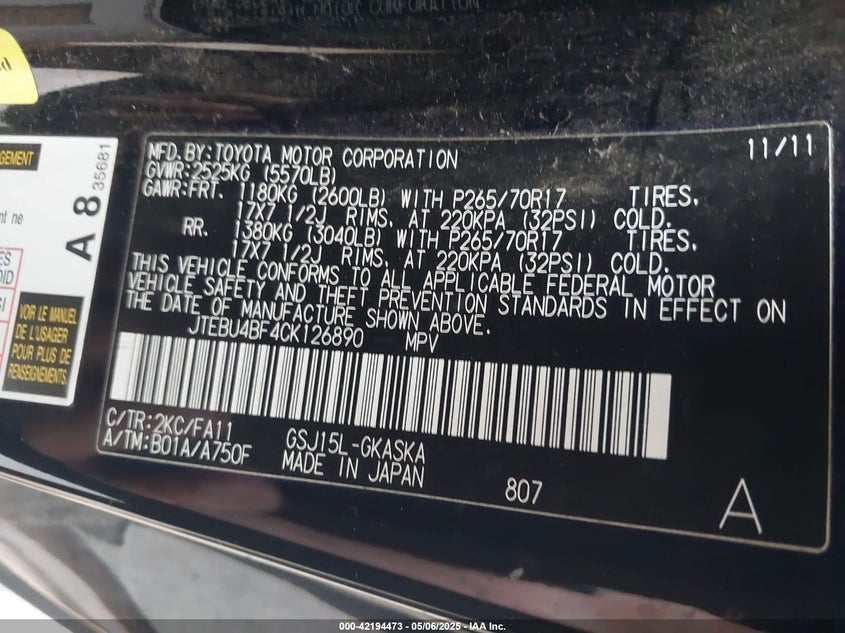 MFD.BY:TOYOTA MOTOR CORPORATION 11/11
GVWR:2525KG (5570LB)
GAWR:FRT. 1180KG (2600LB) WITH P265/70R17 TIRES.
17X7 1/2J RIMS. AT 220KPA (32PSI) COLD.
RR. 1380KG (3040LB) WITH P265/70R17 TIRES.
17X7 1/2J RIMS. AT 220KPA (32PSI) COLD.
THIS VEHICLE CONFORMS TO ALL APPLICABLE FEDERAL MOTOR
VEHICLE SAFETY AND THEFT PREVENTION STANDARDS IN EFFECT ON
THE DATE OF MANUFACTURE SHOWN ABOVE.
JTEBU4BF4CK126890 MPV
C/TR:2KC/FA11 GSJ15L-GKASKA
A/TM:B01A/A750F MADE IN JAPAN
807
A
A8 35681
VOIR LE MANUEL
DE L'USAGER
POUR PLUS DE
RENSEIGNEMENTS
000-42194473 - 05/06/2025 - IAA Inc.